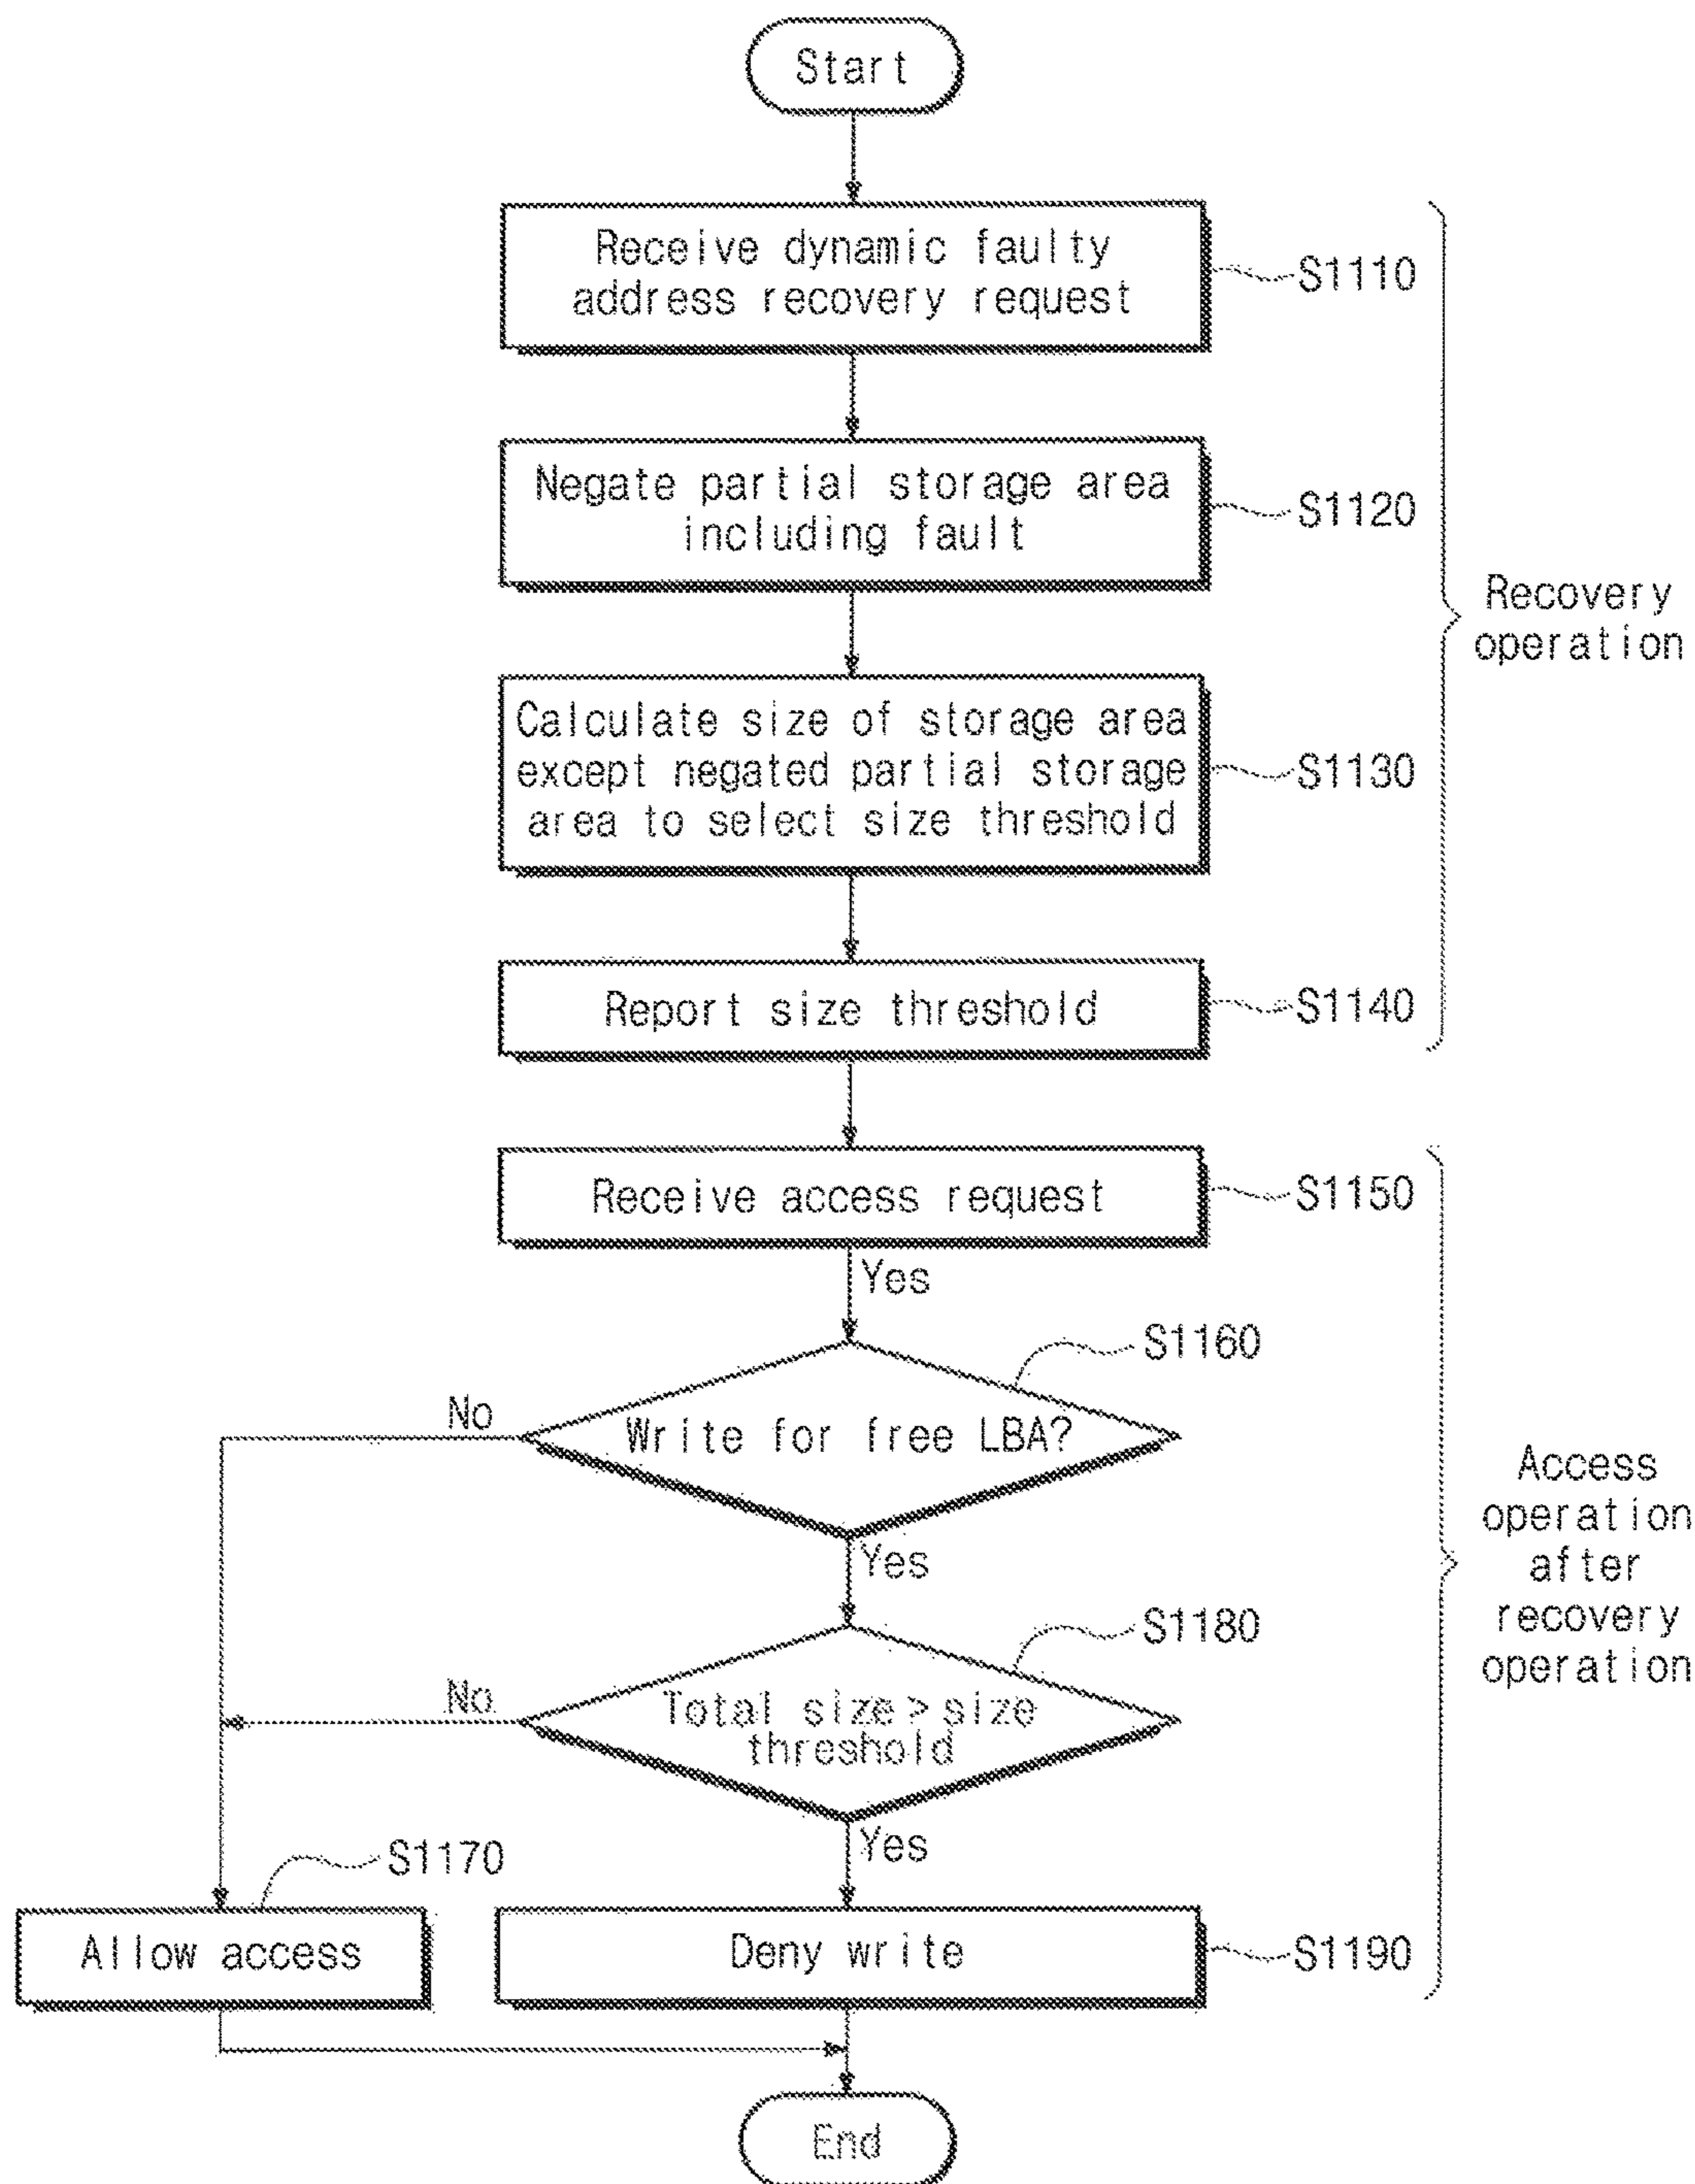 Start
Receive dynamic faulty
address recovery request
S1110
Negate partial storage area
including fault
S1120
Recovery
operation
Calculate size of storage area
except negated partial storage
area to select size threshold
S1130
Report size threshold
S1140
Receive access request
S1150
Yes
S1160
No
Write for free LBA?
Yes
Access
operation
after
recovery
operation
S1180
No
Total size > size
threshold
Yes
S1170
Allow access
Deny write
S1190
End